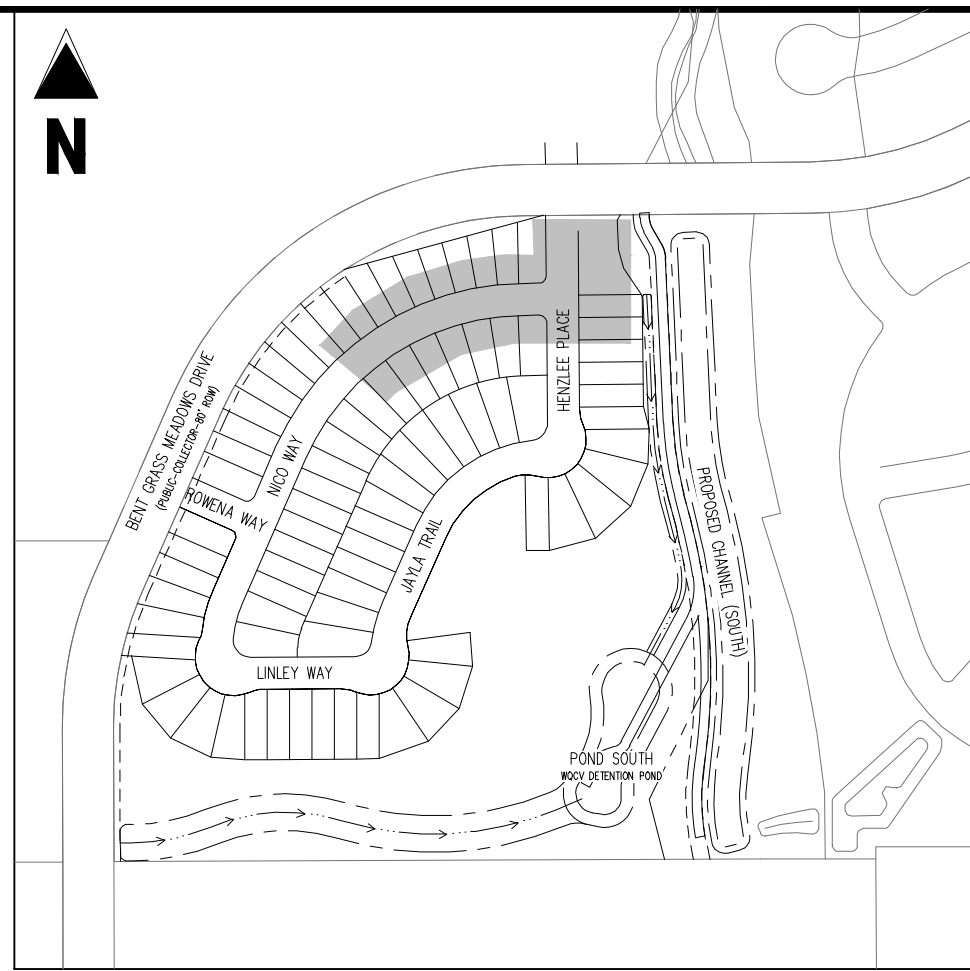 N
HENZLEE PLACE
BENT GRASS MEADOWS DRIVE
(PUBLIC-COLLECTOR-80' ROW)
NICO WAY
ROWENA WAY
JAYLA TRAIL
PROPOSED CHANNEL (SOUTH)
LINLEY WAY
POND SOUTH
WQCV DETENTION POND